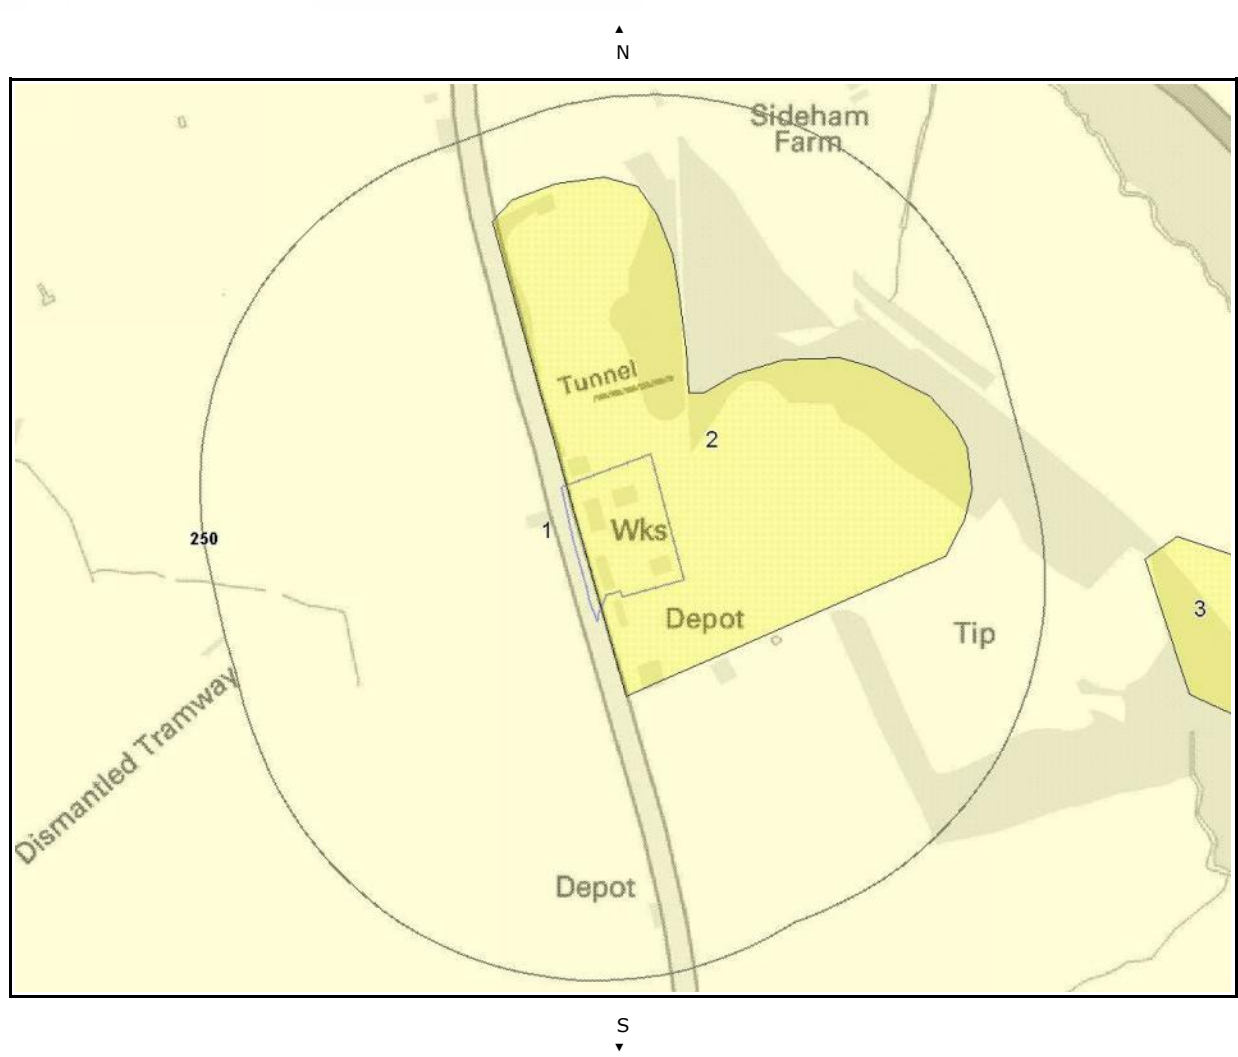 ▲
N
Sideham
Farm
Tunnel
2
1
Wks
250
3
Depot
Tip
Dismantled Tramway
Depot
S
▼